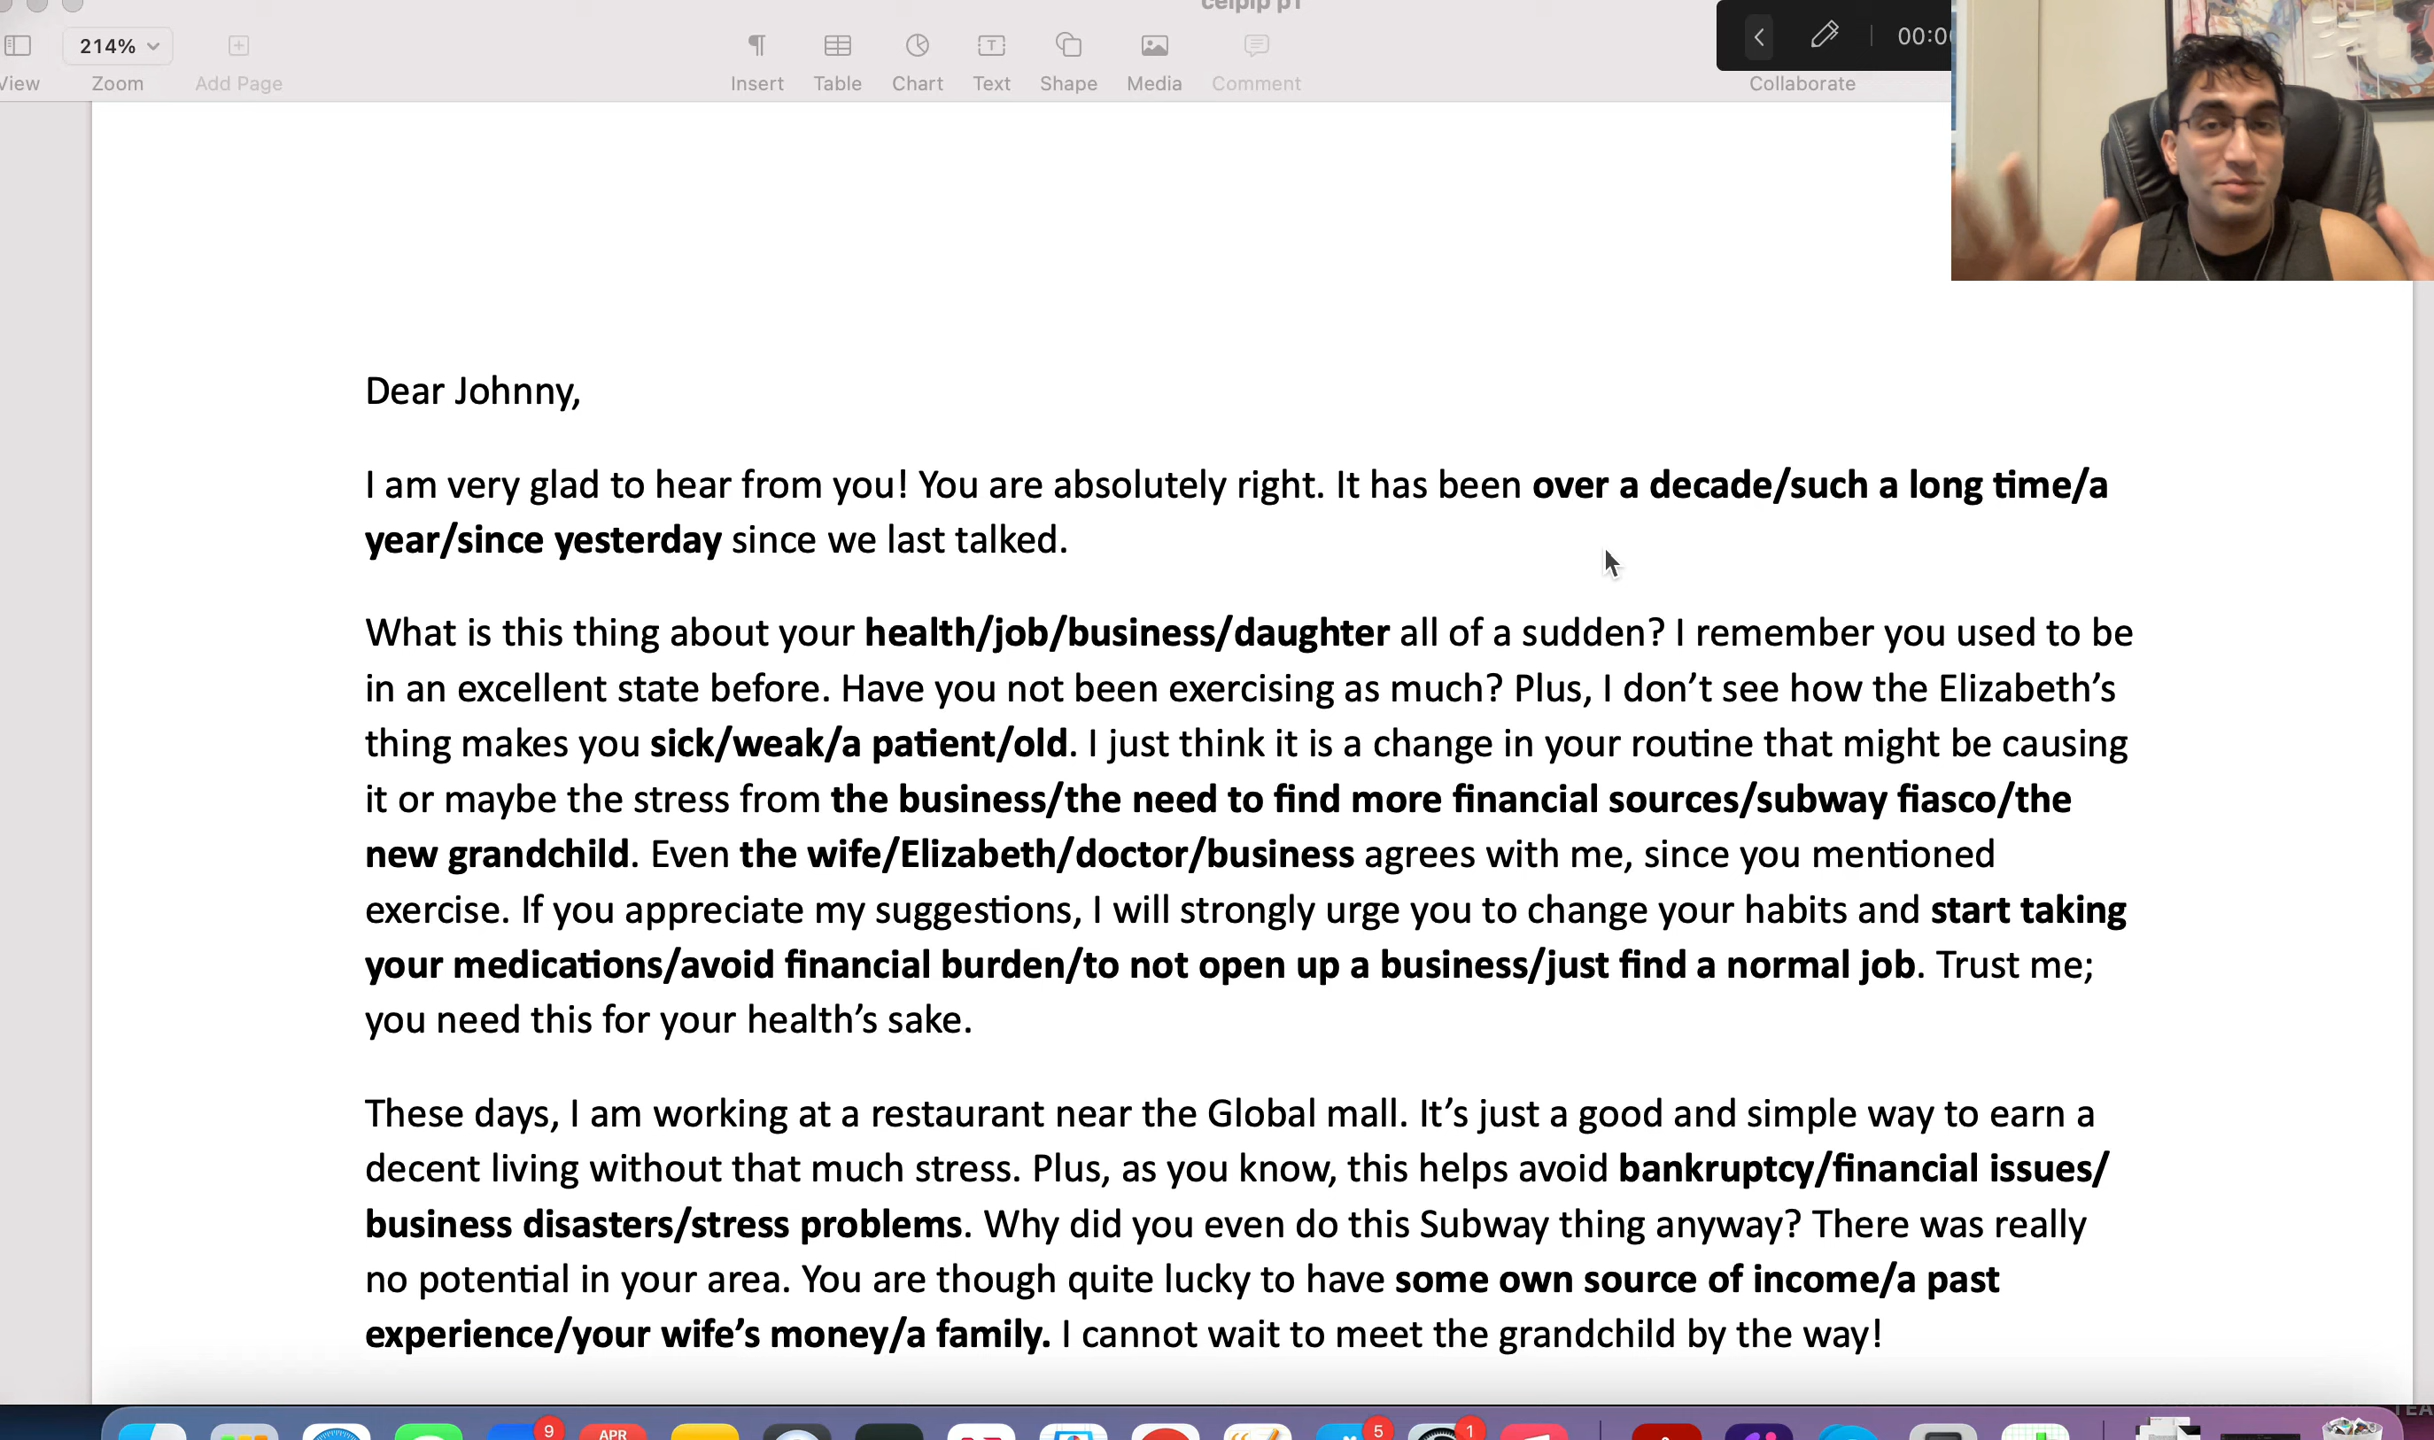 celpip p1
214%
00:0
View
Zoom
Add Page
Insert
Table
Chart
Text
Shape
Media
Comment
Collaborate
Dear Johnny,
I am very glad to hear from you! You are absolutely right. It has been over a decade/such a long time/a
year/since yesterday since we last talked.
What is this thing about your health/job/business/daughter all of a sudden? I remember you used to be
in an excellent state before. Have you not been exercising as much? Plus, I don’t see how the Elizabeth’s
thing makes you sick/weak/a patient/old. I just think it is a change in your routine that might be causing
it or maybe the stress from the business/the need to find more financial sources/subway fiasco/the
new grandchild. Even the wife/Elizabeth/doctor/business agrees with me, since you mentioned
exercise. If you appreciate my suggestions, I will strongly urge you to change your habits and start taking
your medications/avoid financial burden/to not open up a business/just find a normal job. Trust me;
you need this for your health’s sake.
These days, I am working at a restaurant near the Global mall. It’s just a good and simple way to earn a
decent living without that much stress. Plus, as you know, this helps avoid bankruptcy/financial issues/
business disasters/stress problems. Why did you even do this Subway thing anyway? There was really
no potential in your area. You are though quite lucky to have some own source of income/a past
experience/your wife’s money/a family. I cannot wait to meet the grandchild by the way!
9
APR
5
1